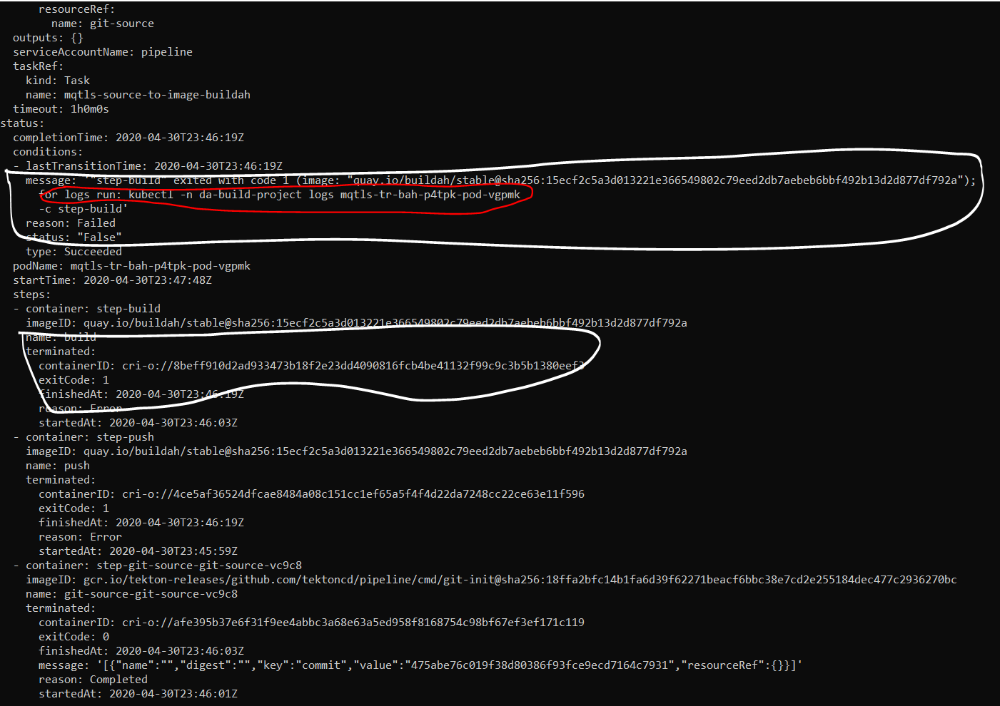 resourceRef:
name: git-source
outputs: {}
serviceAccountName: pipeline
taskRef:
kind: Task
name: mqtls-source-to-image-buildah
timeout: 1h0m0s
status:
completionTime: 2020-04-30T23:46:19Z
conditions:
- lastTransitionTime: 2020-04-30T23:46:19Z
message: '"step-build" exited with code 1 (image: "quay.io/buildah/stable@sha256:15ecf2c5a3d013221e366549802c79eed2db7aebeb6bbf492b13d2d877df792a");
for logs run: kubectl -n da-build-project logs mqtls-tr-bah-p4tpk-pod-vgpmk
-c step-build'
reason: Failed
status: "False"
type: Succeeded
podName: mqtls-tr-bah-p4tpk-pod-vgpmk
startTime: 2020-04-30T23:47:48Z
steps:
- container: step-build
imageID: quay.io/buildah/stable@sha256:15ecf2c5a3d013221e366549802c79eed2db7aebeb6bbf492b13d2d877df792a
name: build
terminated:
containerID: cri-o://8beff910d2ad933473b18f2e23dd4090816fcb4be41132f99c9c3b5b1380eef3
exitCode: 1
finishedAt: 2020-04-30T23:46:19Z
reason: Error
startedAt: 2020-04-30T23:46:03Z
- container: step-push
imageID: quay.io/buildah/stable@sha256:15ecf2c5a3d013221e366549802c79eed2db7aebeb6bbf492b13d2d877df792a
name: push
terminated:
containerID: cri-o://4ce5af36524dfcae8484a08c151cc1ef65a5f4f4d22da7248cc22ce63e11f596
exitCode: 1
finishedAt: 2020-04-30T23:46:19Z
reason: Error
startedAt: 2020-04-30T23:45:59Z
- container: step-git-source-git-source-vc9c8
imageID: gcr.io/tekton-releases/github.com/tektoncd/pipeline/cmd/git-init@sha256:18ffa2bfc14b1fa6d39f62271beacf6bbc38e7cd2e255184dec477c2936270bc
name: git-source-git-source-vc9c8
terminated:
containerID: cri-o://afe395b37e6f31f9ee4abbc3a68e63a5ed958f8168754c98bf67ef3ef171c119
exitCode: 0
finishedAt: 2020-04-30T23:46:03Z
message: '[{"name":"","digest":"","key":"commit","value":"475abe76c019f38d80386f93fce9ecd7164c7931","resourceRef":{}}]'
reason: Completed
startedAt: 2020-04-30T23:46:01Z